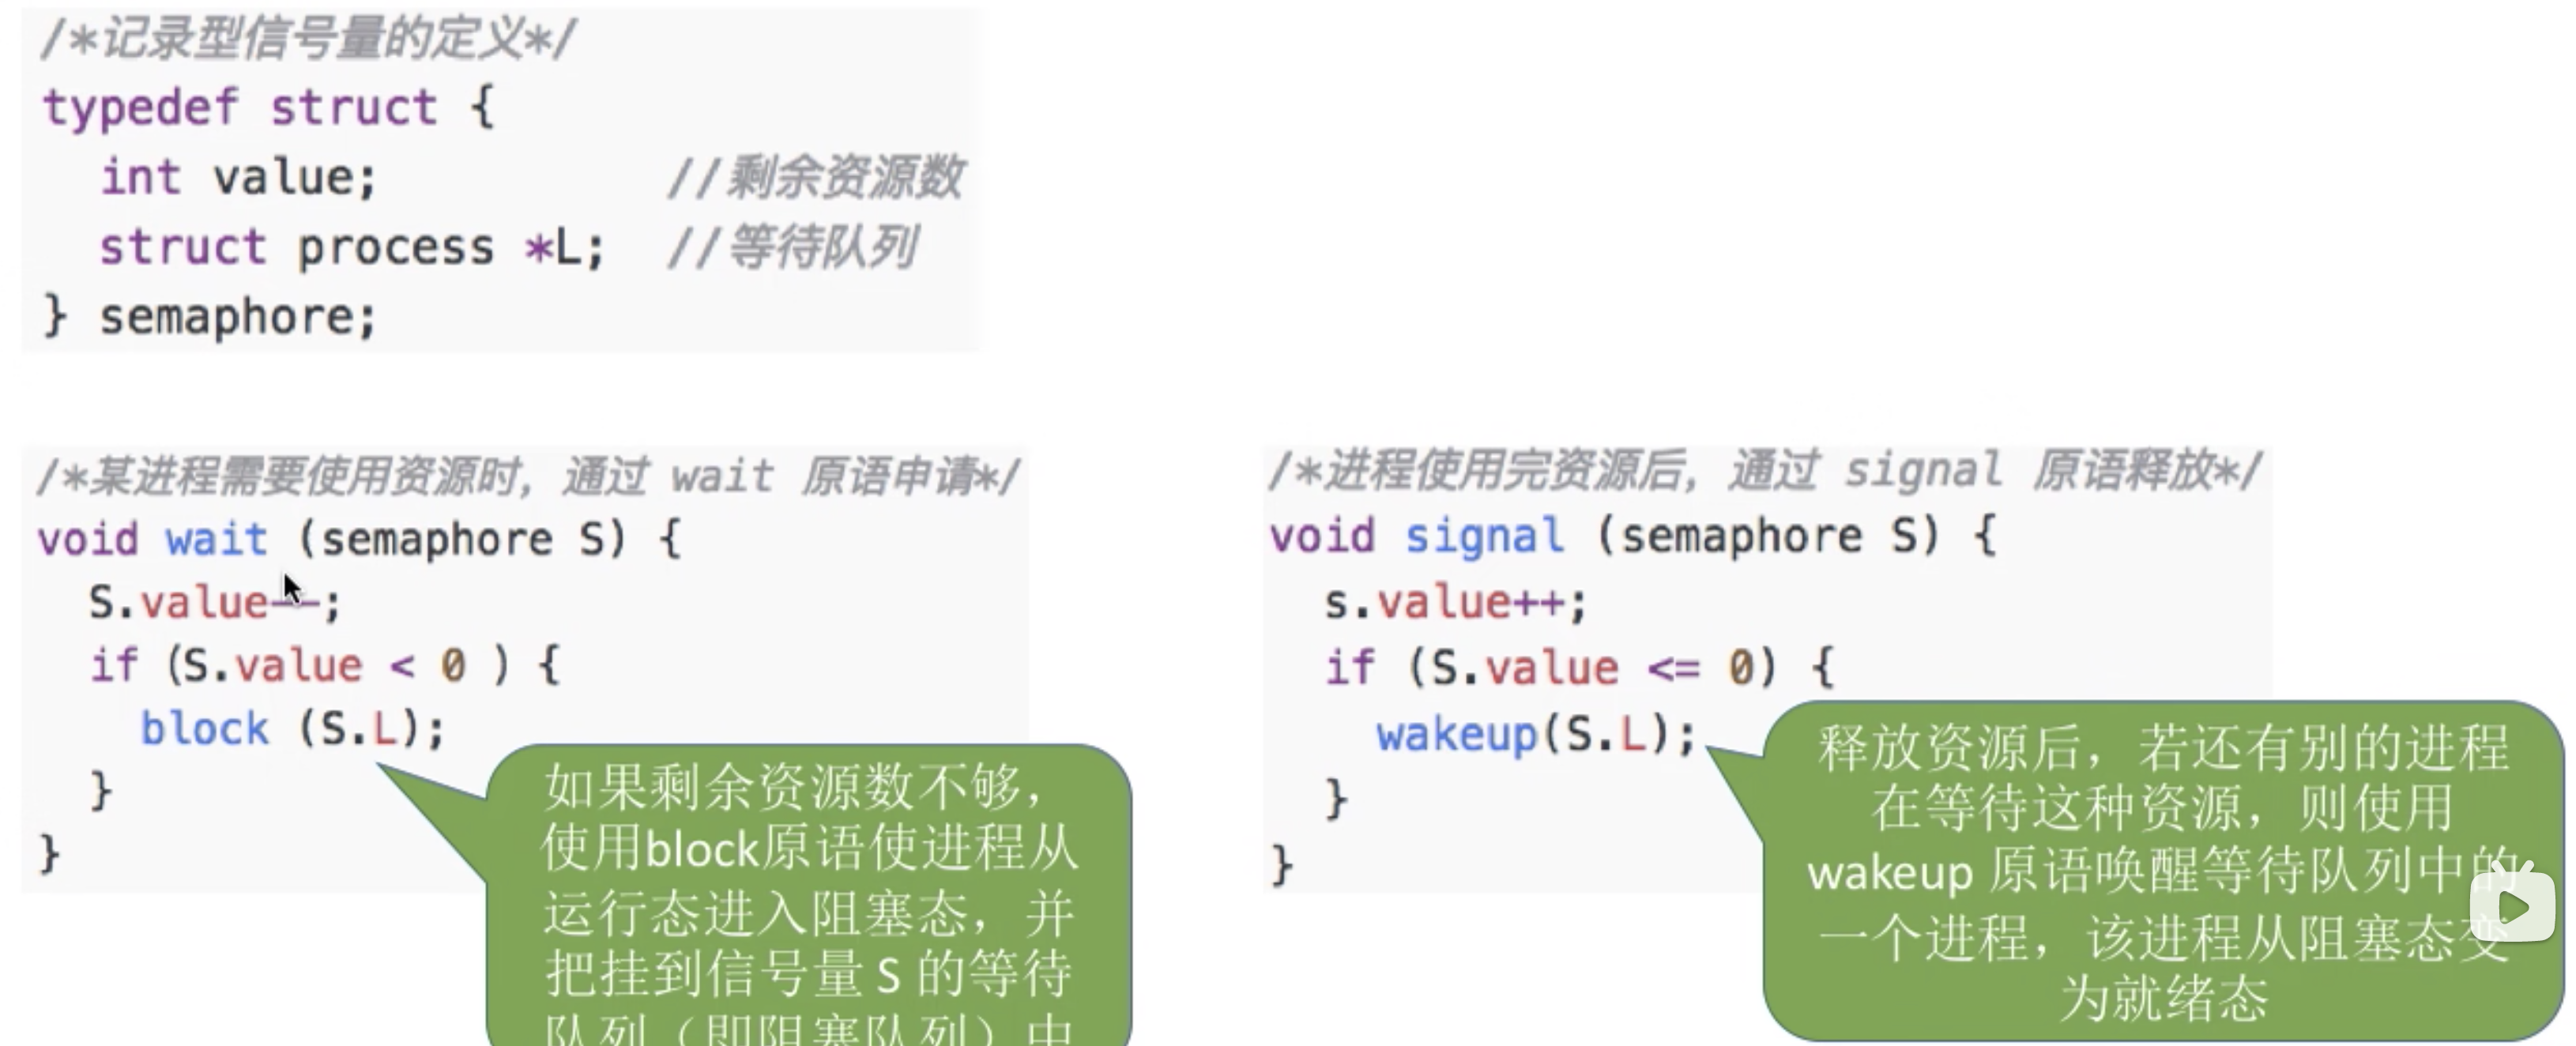 /*记录型信号量的定义*/
typedef struct {
int value; //剩余资源数
struct process *L; //等待队列
} semaphore;
/*某进程需要使用资源时，通过 wait 原语申请*/
void wait (semaphore S) {
S.value--;
if (S.value < 0 ) {
block (S.L);
}
}
如果剩余资源数不够，
使用block原语使进程从
运行态进入阻塞态，并
把挂到信号量 S 的等待
队列（即阻塞队列）中
/*进程使用完资源后，通过 signal 原语释放*/
void signal (semaphore S) {
s.value++;
if (S.value <= 0) {
wakeup(S.L);
}
}
释放资源后，若还有别的进程
在等待这种资源，则使用
wakeup 原语唤醒等待队列中的
一个进程，该进程从阻塞态变
为就绪态